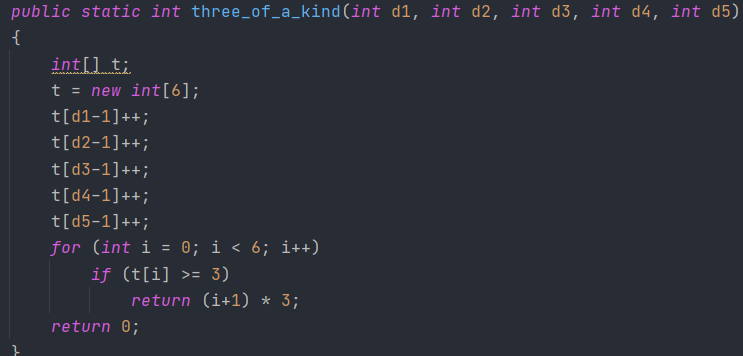 public static int three_of_a_kind(int d1, int d2, int d3, int d4, int d5)
{
    int[] t;
    t = new int[6];
    t[d1-1]++;
    t[d2-1]++;
    t[d3-1]++;
    t[d4-1]++;
    t[d5-1]++;
    for (int i = 0; i < 6; i++)
        if (t[i] >= 3)
            return (i+1) * 3;
    return 0;
}